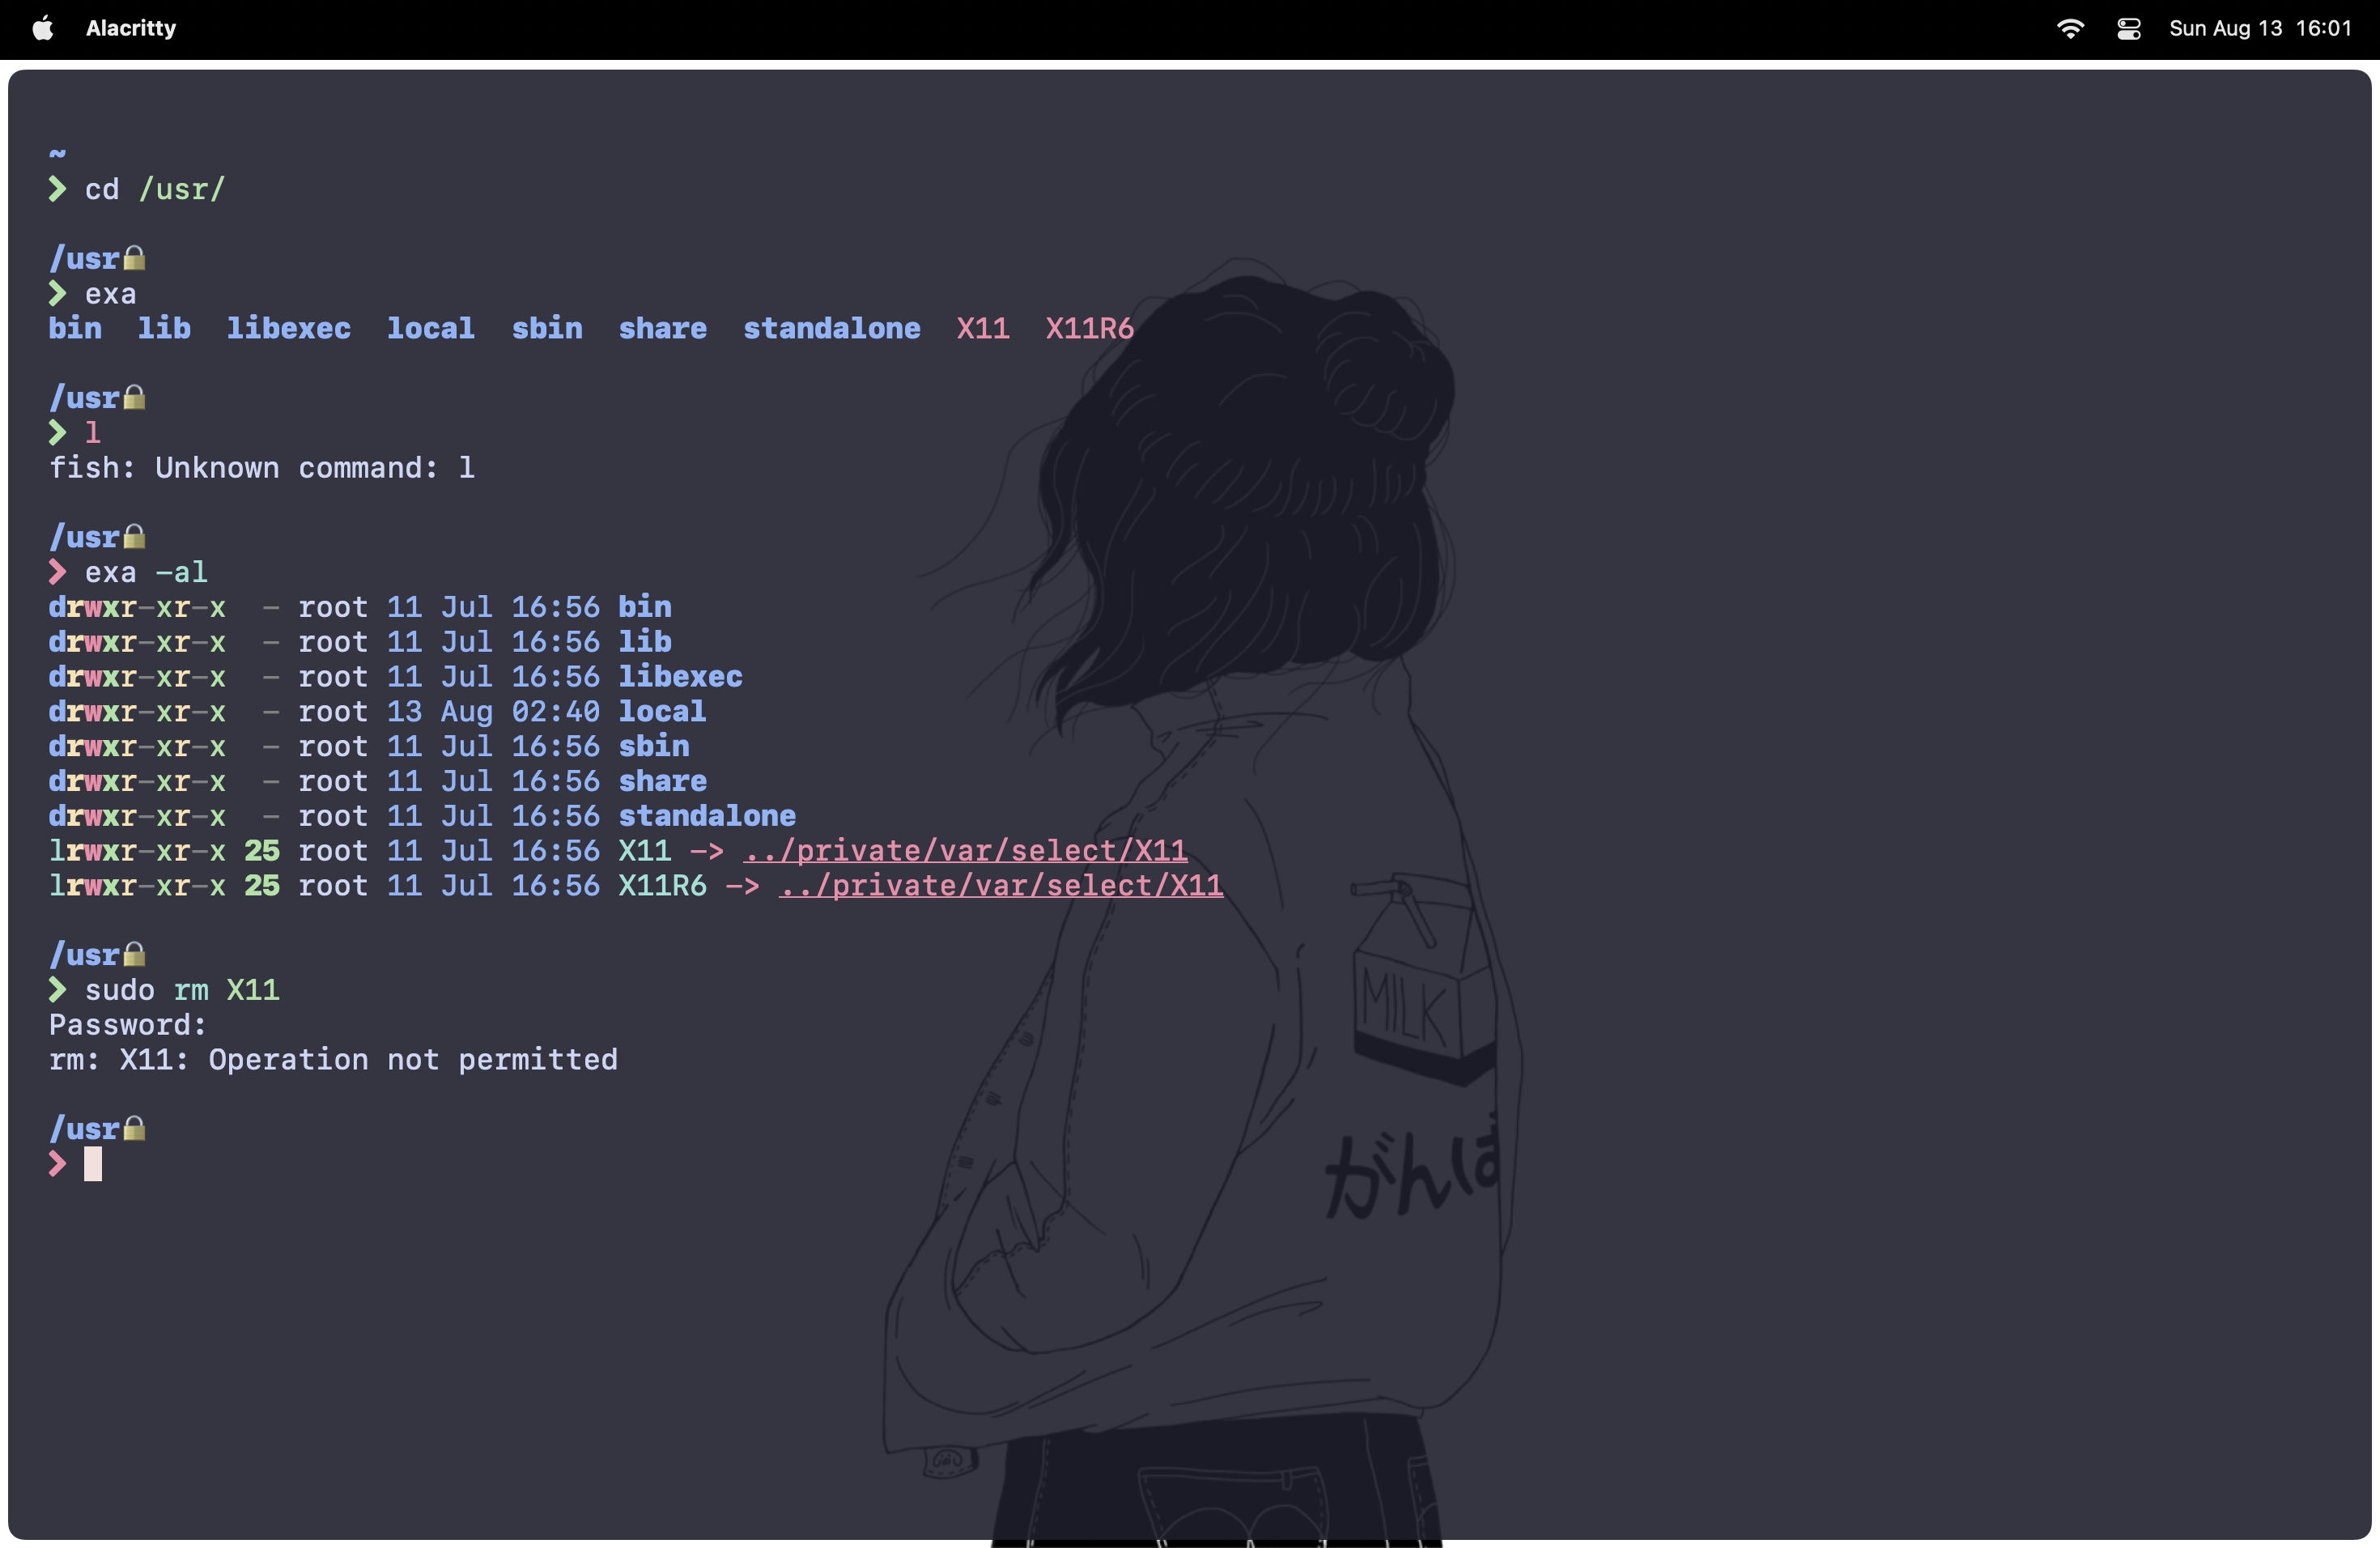 Alacritty
Sun Aug 13 16:01
~
❯ cd /usr/
/usr🔒
❯ exa
bin lib libexec local sbin share standalone X11 X11R6
/usr🔒
❯ l
fish: Unknown command: l
/usr🔒
❯ exa -al
drwxr-xr-x - root 11 Jul 16:56 bin
drwxr-xr-x - root 11 Jul 16:56 lib
drwxr-xr-x - root 11 Jul 16:56 libexec
drwxr-xr-x - root 13 Aug 02:40 local
drwxr-xr-x - root 11 Jul 16:56 sbin
drwxr-xr-x - root 11 Jul 16:56 share
drwxr-xr-x - root 11 Jul 16:56 standalone
lrwxr-xr-x 25 root 11 Jul 16:56 X11 -> ../private/var/select/X11
lrwxr-xr-x 25 root 11 Jul 16:56 X11R6 -> ../private/var/select/X11
/usr🔒
❯ sudo rm X11
Password:
rm: X11: Operation not permitted
/usr🔒
❯
MILK
がんば